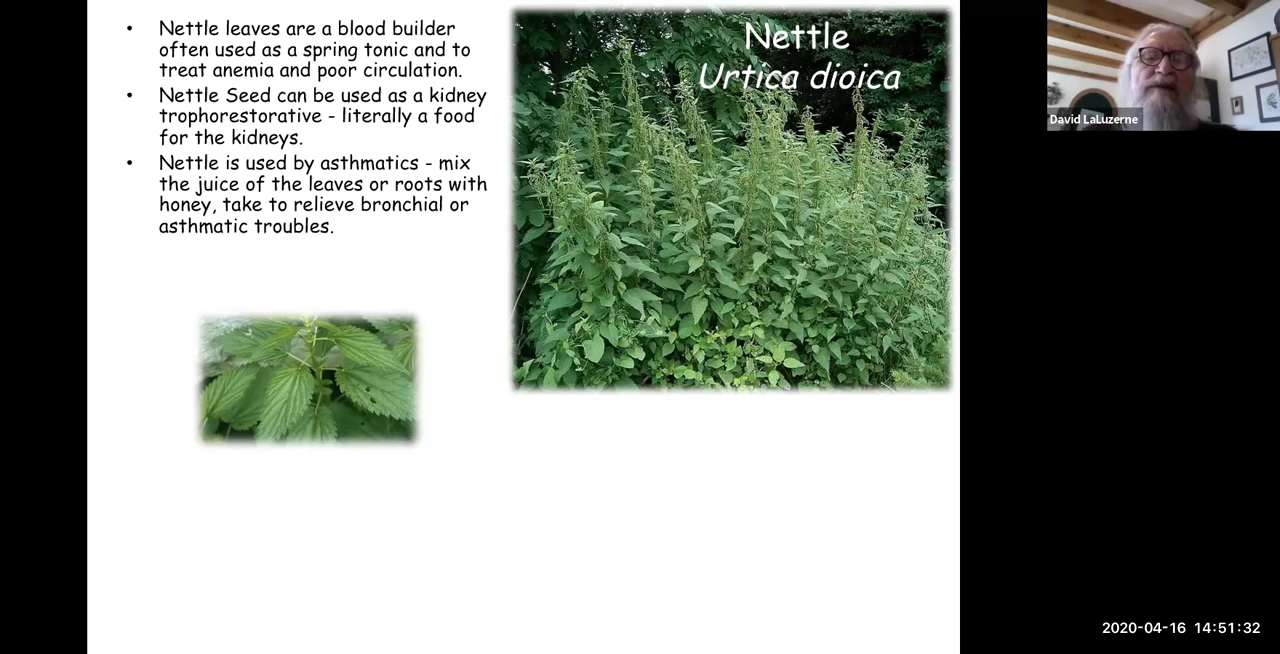 • Nettle leaves are a blood builder
often used as a spring tonic and to
treat anemia and poor circulation.
• Nettle Seed can be used as a kidney
trophorestorative - literally a food
for the kidneys.
• Nettle is used by asthmatics - mix
the juice of the leaves or roots with
honey, take to relieve bronchial or
asthmatic troubles.
Nettle
Urtica dioica
David LaLuzerne
2020-04-16 14:51:32